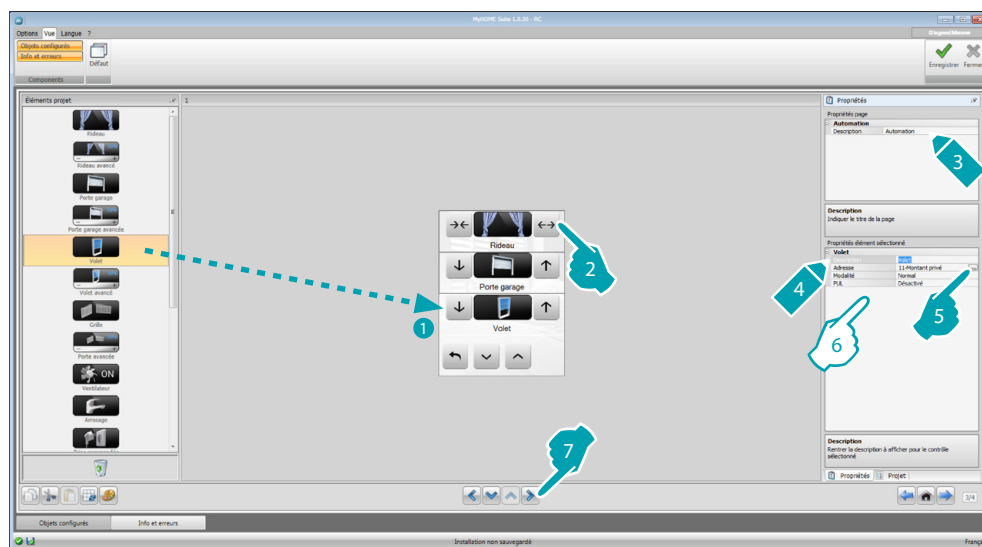 MyHOME Suite 1.0.30 - RC
Options Vue Langue ?
Objets configurés
Info et erreurs
Défaut
Components
Enregistrer Fermer
Éléments projet
1
Rideau
Rideau avancé
Porte garage
Porte garage avancée
Volet
Volet avancé
Grille
Porte avancée
ON
Ventilateur
Arrosage
Rideau
Porte garage
Volet
1
2
3
4
5
6
7
Propriétés
Propriétés page
Automation
Description Automation
Description
Indiquer le titre de la page
Propriétés élément sélectionné
Volet
Description Volet
Adresse 11-Montant privé
Modalité Normal
PUL Désactivé
Description
Rentrer la description à afficher pour le contrôle
sélectionné
Propriétés Projet
3/4
Objets configurés Info et erreurs
Installation non sauvegardé
França